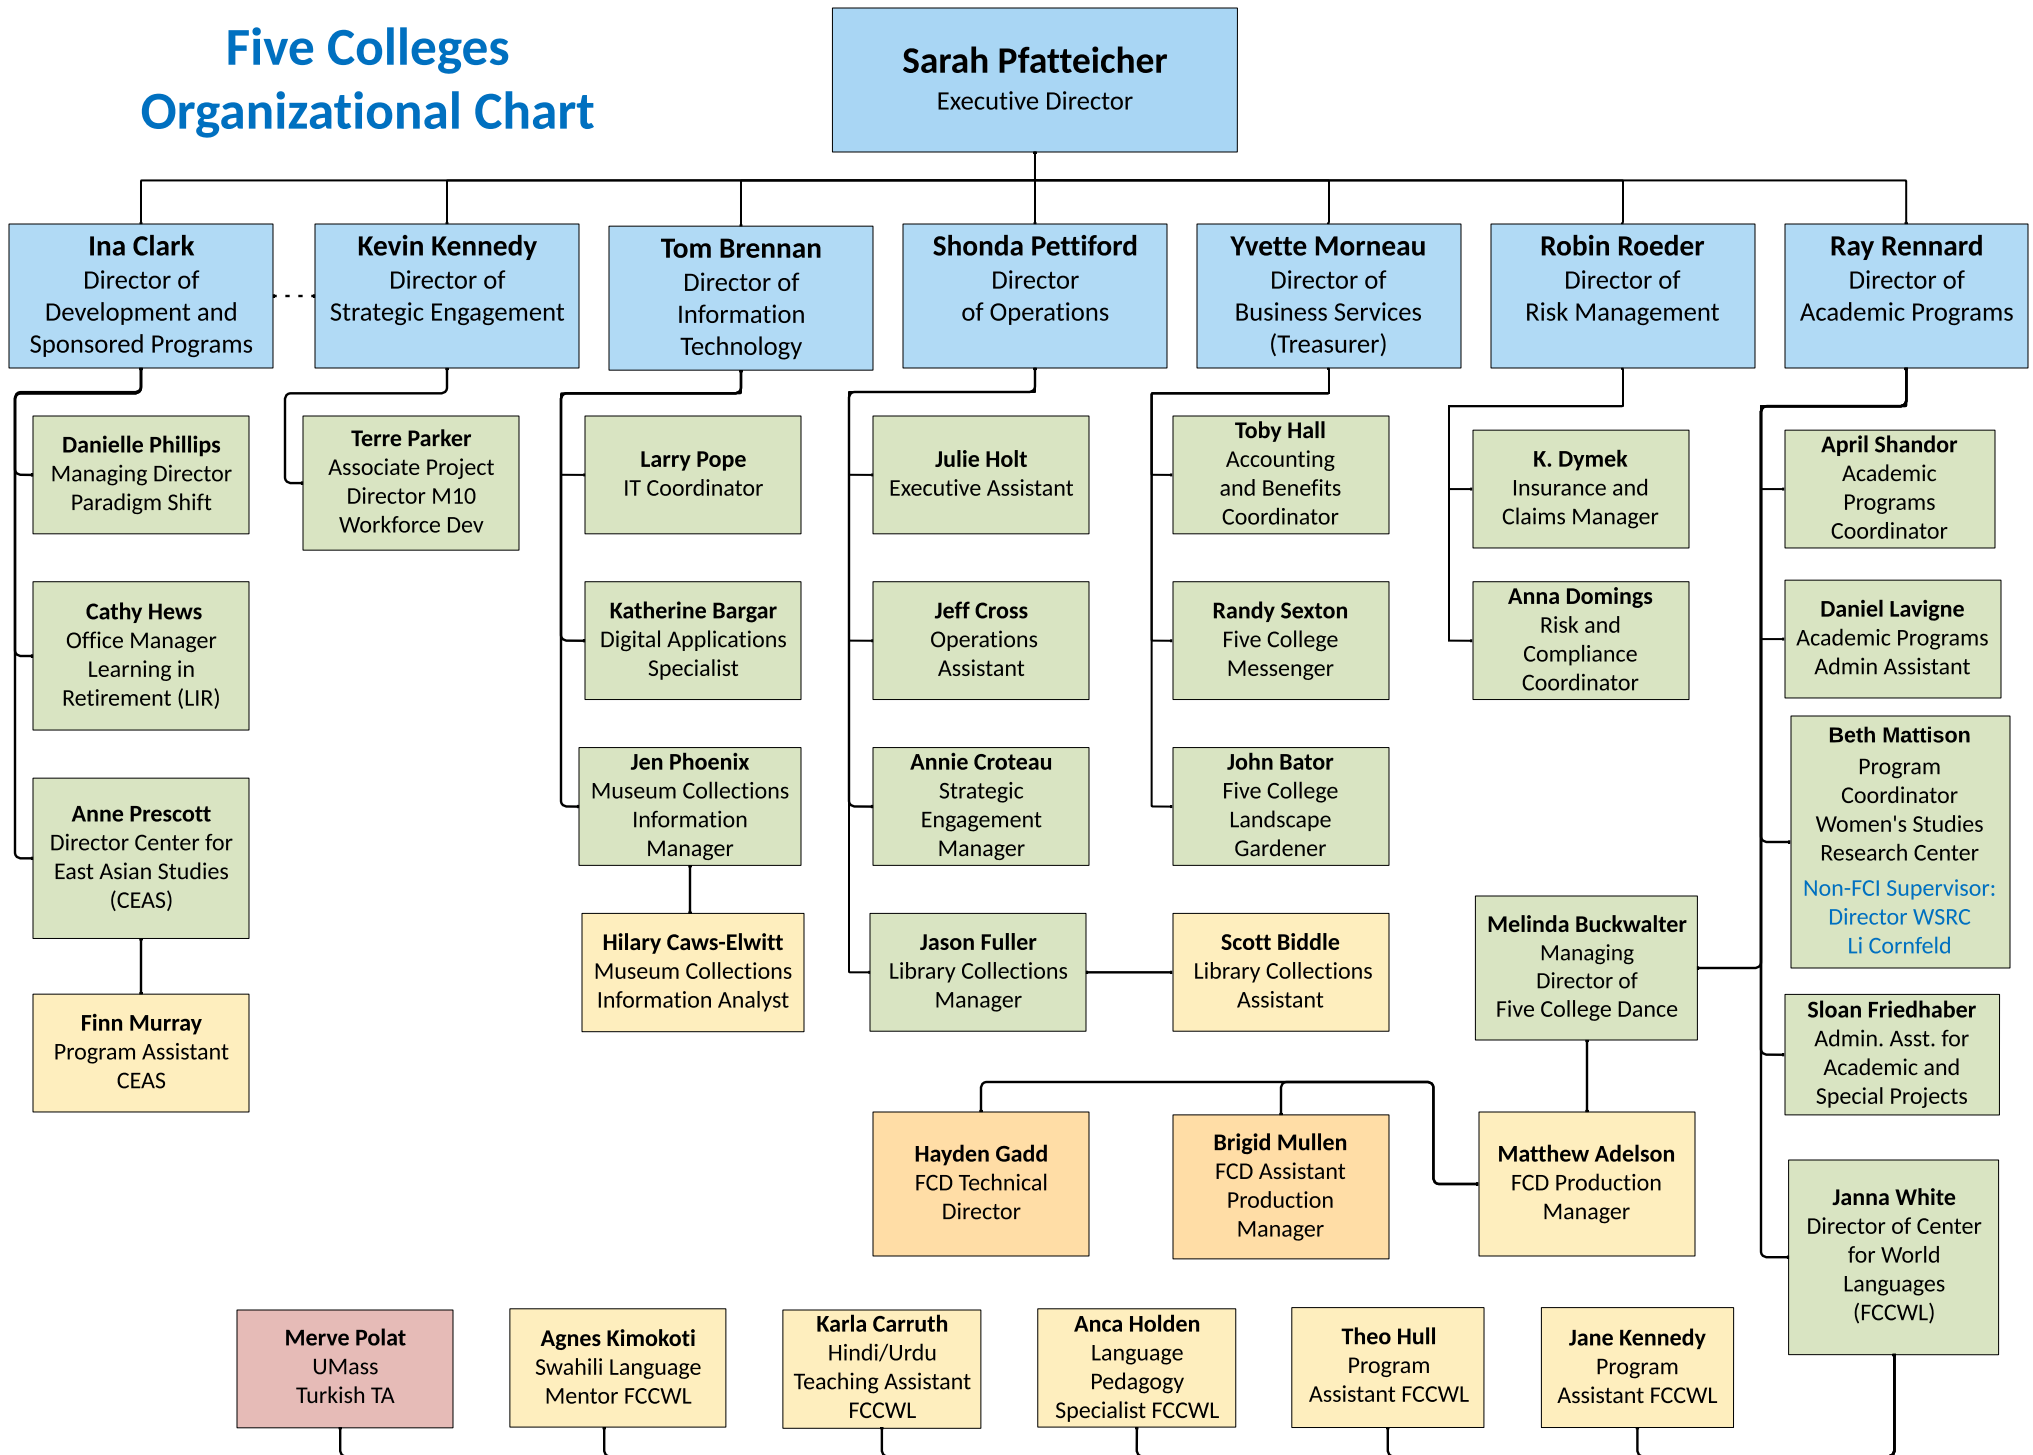 Five Colleges
Organizational Chart
Sarah Pfatteicher
Executive Director
Ina Clark
Director of
Development and
Sponsored Programs
Kevin Kennedy
Director of
Strategic Engagement
Tom Brennan
Director of
Information
Technology
Shonda Pettiford
Director
of Operations
Yvette Morneau
Director of
Business Services
(Treasurer)
Robin Roeder
Director of
Risk Management
Ray Rennard
Director of
Academic Programs
Danielle Phillips
Managing Director
Paradigm Shift
Terre Parker
Associate Project
Director M10
Workforce Dev
Larry Pope
IT Coordinator
Julie Holt
Executive Assistant
Toby Hall
Accounting
and Benefits
Coordinator
K. Dymek
Insurance and
Claims Manager
April Shandor
Academic
Programs
Coordinator
Cathy Hews
Office Manager
Learning in
Retirement (LIR)
Katherine Bargar
Digital Applications
Specialist
Jeff Cross
Operations
Assistant
Randy Sexton
Five College
Messenger
Anna Domings
Risk and
Compliance
Coordinator
Daniel Lavigne
Academic Programs
Admin Assistant
Anne Prescott
Director Center for
East Asian Studies
(CEAS)
Jen Phoenix
Museum Collections
Information
Manager
Annie Croteau
Strategic
Engagement
Manager
John Bator
Five College
Landscape
Gardener
Beth Mattison
Program
Coordinator
Women's Studies
Research Center
Non-FCI Supervisor:
Director WSRC
Li Cornfeld
Hilary Caws-Elwitt
Museum Collections
Information Analyst
Jason Fuller
Library Collections
Manager
Scott Biddle
Library Collections
Assistant
Melinda Buckwalter
Managing
Director of
Five College Dance
Finn Murray
Program Assistant
CEAS
Sloan Friedhaber
Admin. Asst. for
Academic and
Special Projects
Hayden Gadd
FCD Technical
Director
Brigid Mullen
FCD Assistant
Production
Manager
Matthew Adelson
FCD Production
Manager
Janna White
Director of Center
for World
Languages
(FCCWL)
Merve Polat
UMass
Turkish TA
Agnes Kimokoti
Swahili Language
Mentor FCCWL
Karla Carruth
Hindi/Urdu
Teaching Assistant
FCCWL
Anca Holden
Language
Pedagogy
Specialist FCCWL
Theo Hull
Program
Assistant FCCWL
Jane Kennedy
Program
Assistant FCCWL